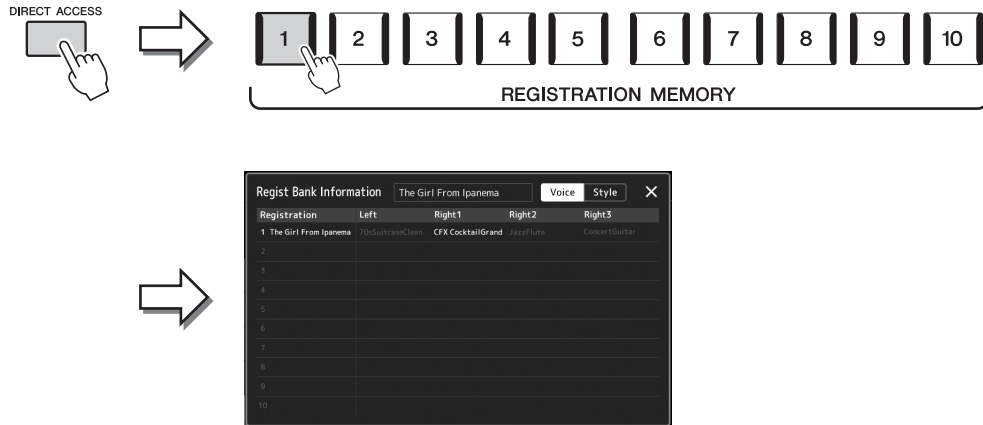 DIRECT ACCESS
1 2 3 4 5 6 7 8 9 10
REGISTRATION MEMORY
Regist Bank Information The Girl From Ipanema Voice Style
Registration Left Right1 Right2 Right3
1 The Girl From Ipanema 70sSuitcaseClean CFX CocktailGrand JazzFlute ConcertGuitar
2
3
4
5
6
7
8
9
10